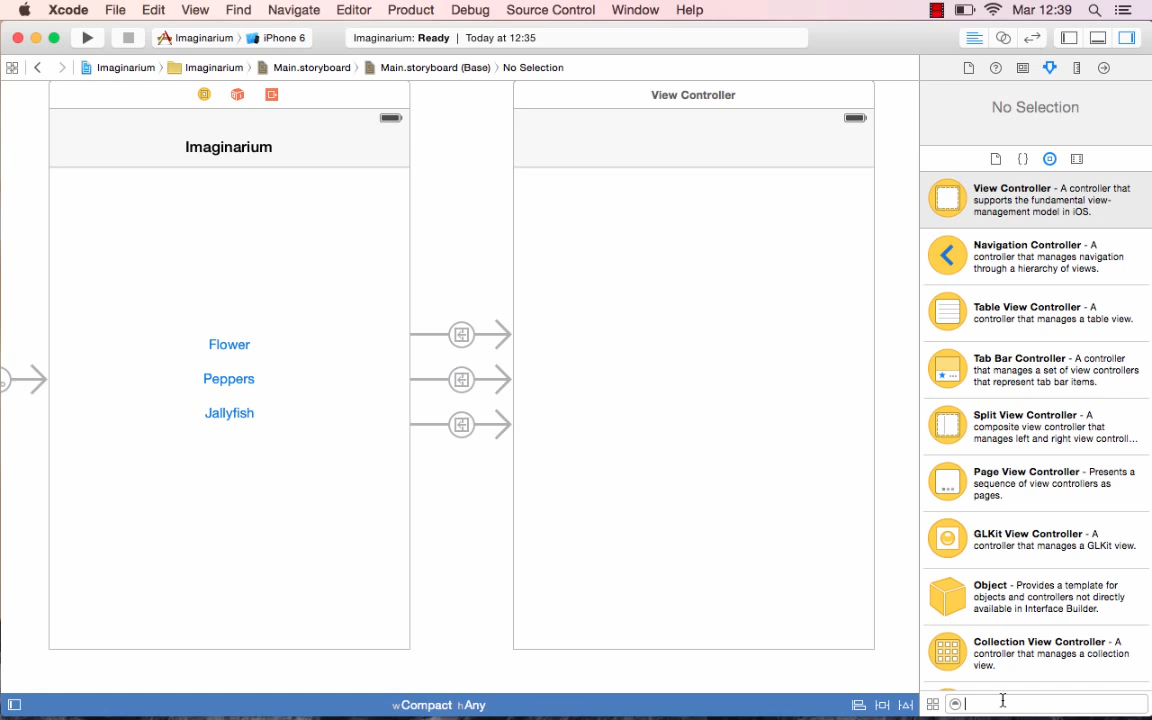 Xcode File Edit View Find Navigate Editor Product Debug Source Control Window Help Mar 12:39
Imaginarium iPhone 6 Imaginarium: Ready | Today at 12:35
Imaginarium Imaginarium Main.storyboard Main.storyboard (Base) No Selection
No Selection
View Controller
Imaginarium
Flower
Peppers
Jallyfish
View Controller - A controller that
supports the fundamental view-
management model in iOS.
Navigation Controller - A
controller that manages navigation
through a hierarchy of views.
Table View Controller - A
controller that manages a table view.
Tab Bar Controller - A controller
that manages a set of view controllers
that represent tab bar items.
Split View Controller - A
composite view controller that
manages left and right view controll...
Page View Controller - Presents a
sequence of view controllers as
pages.
GLKit View Controller - A
controller that manages a GLKit view.
Object - Provides a template for
objects and controllers not directly
available in Interface Builder.
Collection View Controller - A
controller that manages a collection
view.
wCompact hAny